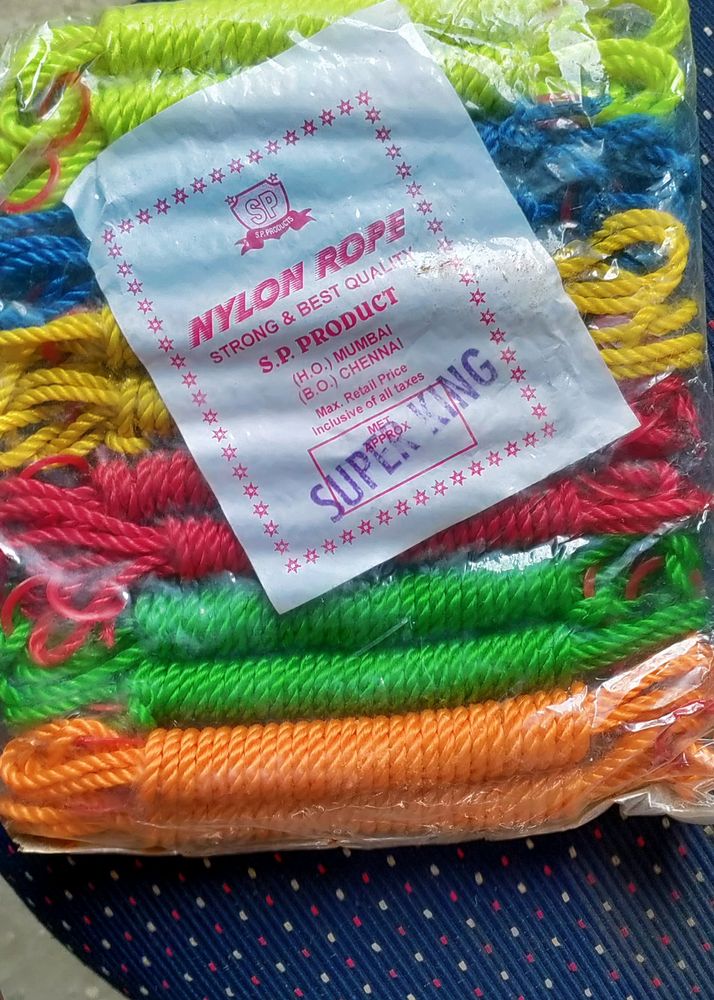 SP
S.P. PRODUCTS
NYLON ROPE
STRONG & BEST QUALITY
S.P. PRODUCT
(H.O.) MUMBAI
(B.O.) CHENNAI
Max. Retail Price
Inclusive of all taxes
MET
APPROX
SUPER KING